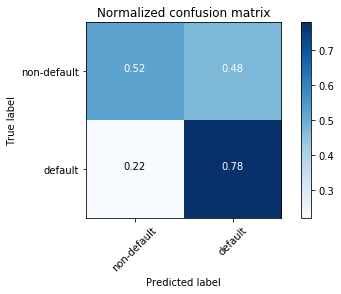 Normalized confusion matrix
True label
non-default
0.52
0.48
default
0.22
0.78
non-default
default
Predicted label
0.7
0.6
0.5
0.4
0.3